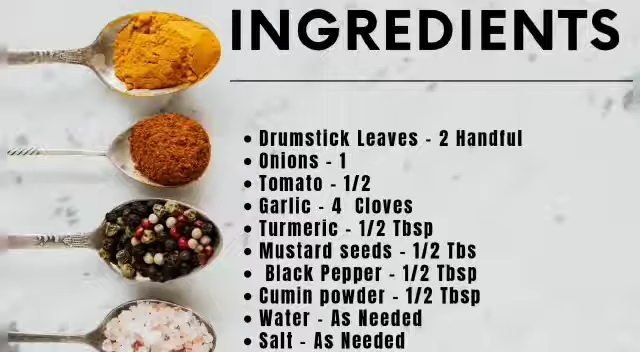 INGREDIENTS
• Drumstick Leaves - 2 Handful
• Onions - 1
• Tomato - 1/2
• Garlic - 4 Cloves
• Turmeric - 1/2 Tbsp
• Mustard seeds - 1/2 Tbs
• Black Pepper - 1/2 Tbsp
• Cumin powder - 1/2 Tbsp
• Water - As Needed
• Salt - As Needed